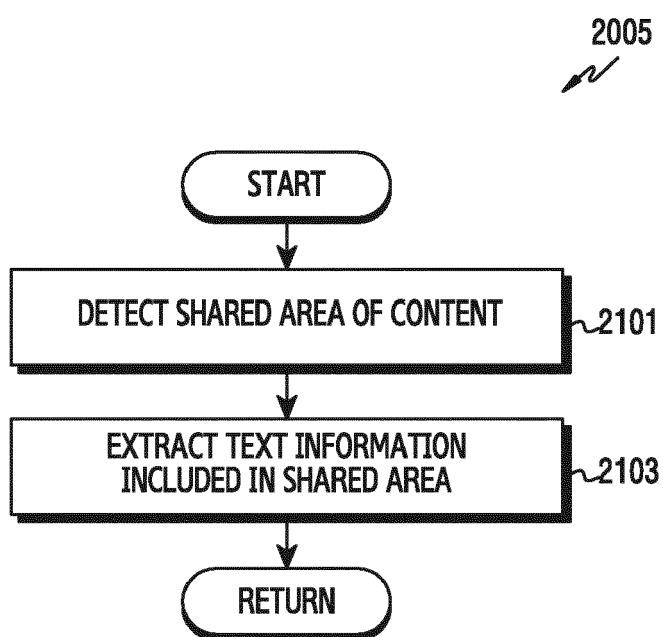 2005
START
DETECT SHARED AREA OF CONTENT
2101
EXTRACT TEXT INFORMATION
INCLUDED IN SHARED AREA
2103
RETURN